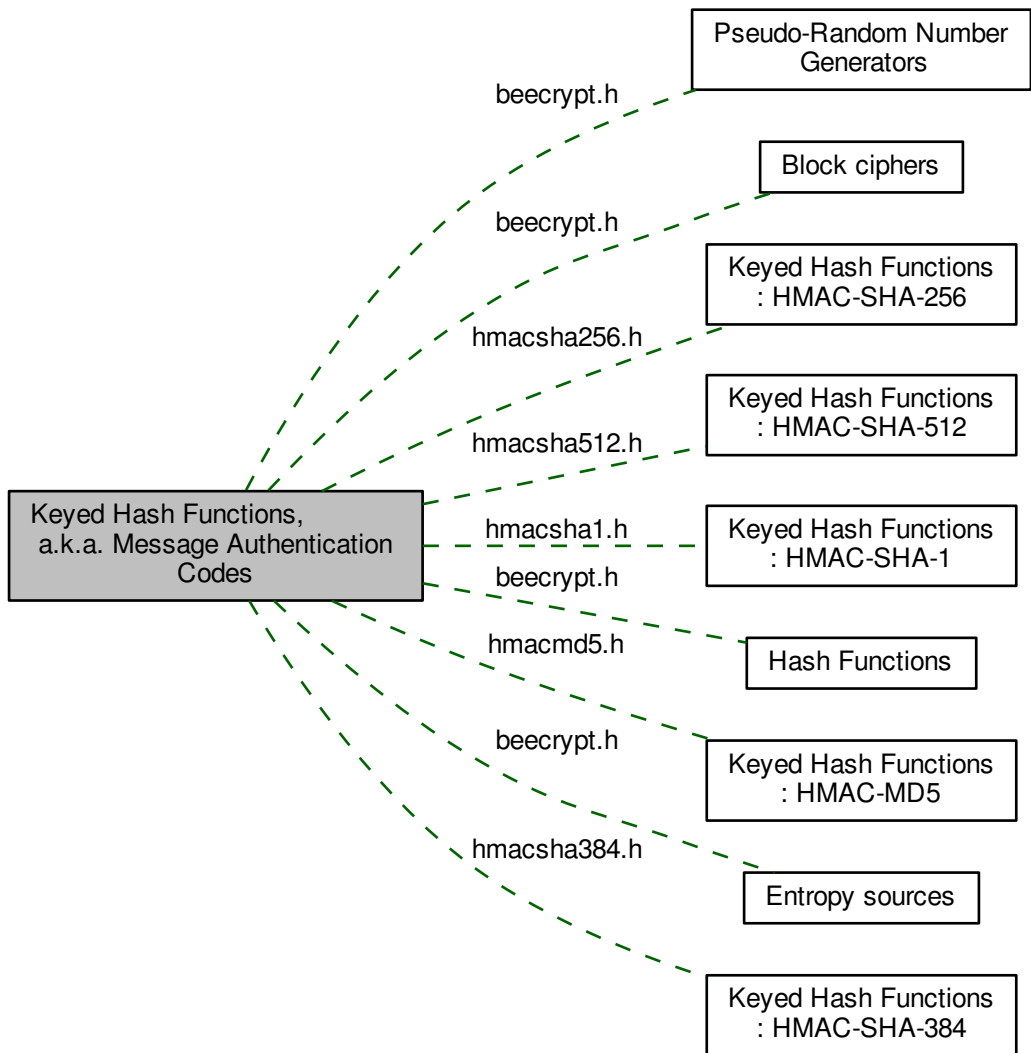 Pseudo-Random Number
Generators
beecrypt.h
Block ciphers
beecrypt.h
Keyed Hash Functions
: HMAC-SHA-256
hmacsha256.h
Keyed Hash Functions
: HMAC-SHA-512
hmacsha512.h
Keyed Hash Functions,
a.k.a. Message Authentication
Codes
hmacsha1.h
Keyed Hash Functions
: HMAC-SHA-1
beecrypt.h
Hash Functions
hmacmd5.h
Keyed Hash Functions
: HMAC-MD5
beecrypt.h
Entropy sources
hmacsha384.h
Keyed Hash Functions
: HMAC-SHA-384